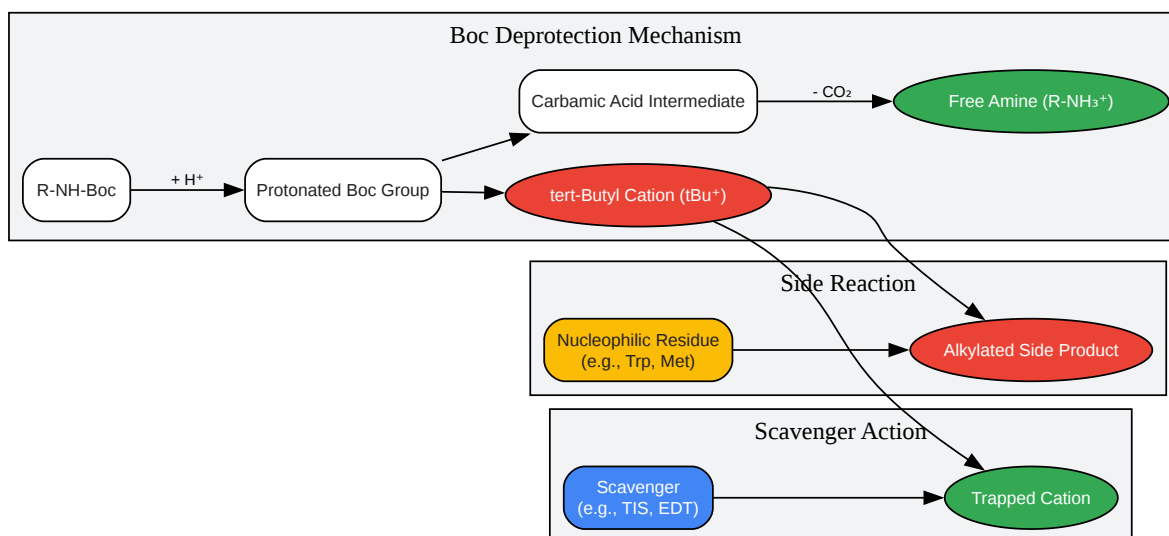 Boc Deprotection Mechanism
Carbamic Acid Intermediate
- CO₂
Free Amine (R-NH₃⁺)
R-NH-Boc
+ H⁺
Protonated Boc Group
tert-Butyl Cation (tBu⁺)
Side Reaction
Nucleophilic Residue
(e.g., Trp, Met)
Alkylated Side Product
Scavenger Action
Scavenger
(e.g., TIS, EDT)
Trapped Cation